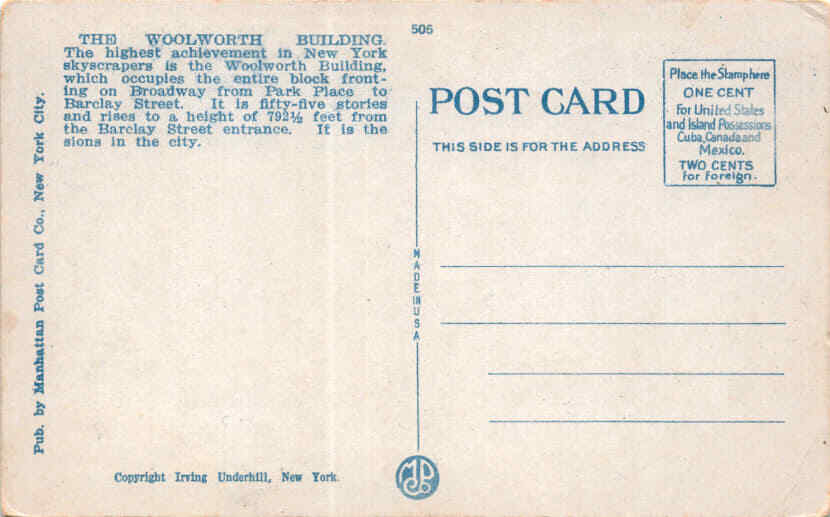 506
THE WOOLWORTH BUILDING.
The highest achievement in New York
skyscrapers is the Woolworth Building,
which occupies the entire block front-
ing on Broadway from Park Place to
Barclay Street. It is fifty-five stories
and rises to a height of 792½ feet from
the Barclay Street entrance. It is the
sions in the city.
Pub. by Manhattan Post Card Co., New York City.
Copyright Irving Underhill, New York.
MADE IN USA
POST CARD
THIS SIDE IS FOR THE ADDRESS
Place the Stamp here
ONE CENT
For United States
and Island Possessions
Cuba, Canada and
Mexico.
TWO CENTS
for Foreign.